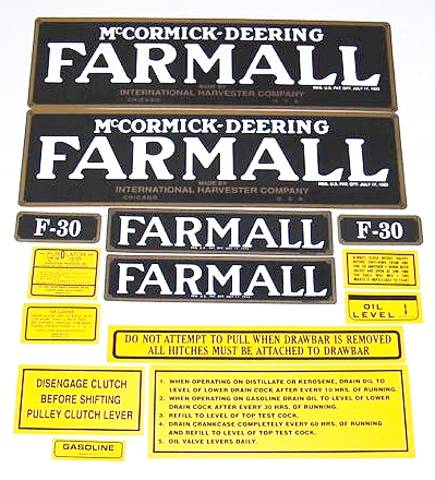 McCORMICK-DEERING
FARMALL
MADE BY
INTERNATIONAL HARVESTER COMPANY
CHICAGO U.S.A.
REG. U.S. PAT. OFF. JULY 17, 1923
McCORMICK-DEERING
FARMALL
MADE BY
INTERNATIONAL HARVESTER COMPANY
CHICAGO U.S.A.
REG. U.S. PAT. OFF. JULY 17, 1923
F-30
FARMALL
F-30
FARMALL
ALWAYS CLOSE
OIL
LEVEL
DO NOT ATTEMPT TO PULL WHEN DRAWBAR IS REMOVED
ALL HITCHES MUST BE ATTACHED TO DRAWBAR
DISENGAGE CLUTCH
BEFORE SHIFTING
PULLEY CLUTCH LEVER
1. WHEN OPERATING ON DISTILLATE OR KEROSENE, DRAIN OIL TO
LEVEL OF LOWER DRAIN COCK AFTER EVERY 10 HRS. OF RUNNING.
2. WHEN OPERATING ON GASOLINE DRAIN OIL TO LEVEL OF LOWER
DRAIN COCK AFTER EVERY 30 HRS. OF RUNNING.
3. REFILL TO LEVEL OF TOP TEST COCK.
4. DRAIN CRANKCASE COMPLETELY EVERY 60 HRS. OF RUNNING
AND REFILL TO LEVEL OF TOP TEST COCK.
5. OIL VALVE LEVERS DAILY.
GASOLINE